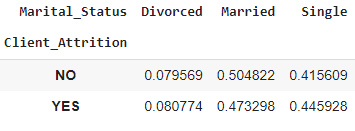 Marital_Status Divorced Married Single
Client_Attrition
NO 0.079569 0.504822 0.415609
YES 0.080774 0.473298 0.445928